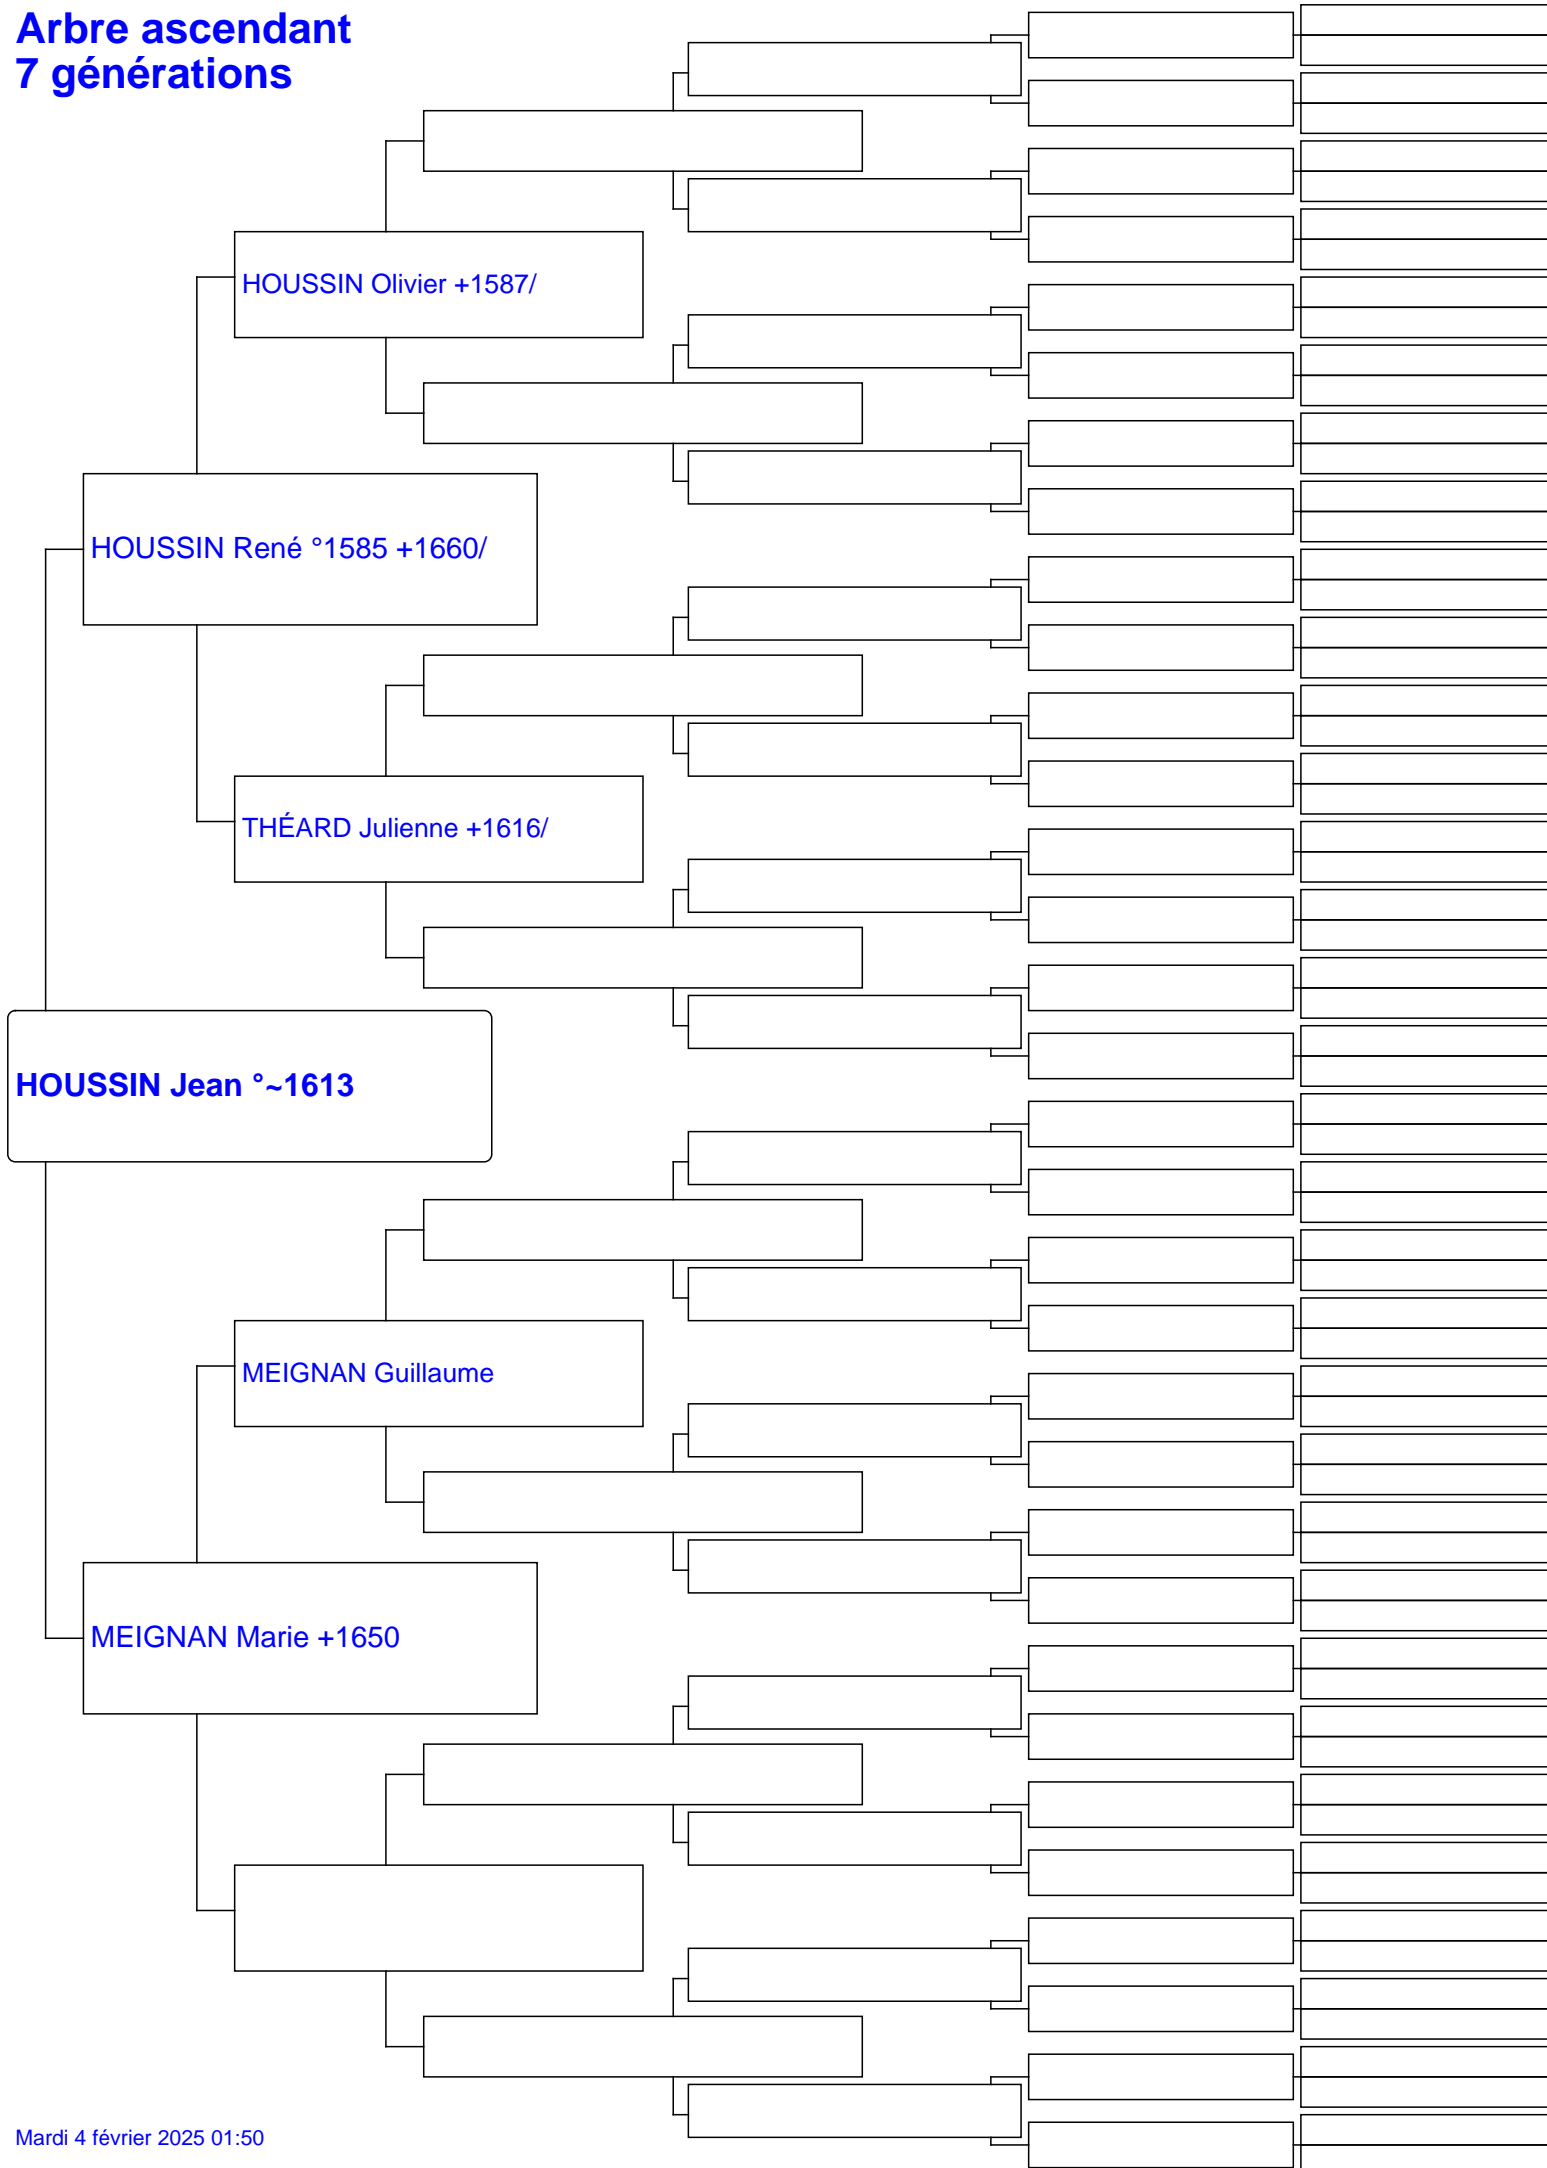 Arbre ascendant
7 générations
HOUSSIN Olivier +1587/
HOUSSIN René °1585 +1660/
THÉARD Julienne +1616/
HOUSSIN Jean °~1613
MEIGNAN Guillaume
MEIGNAN Marie +1650
Mardi 4 février 2025 01:50